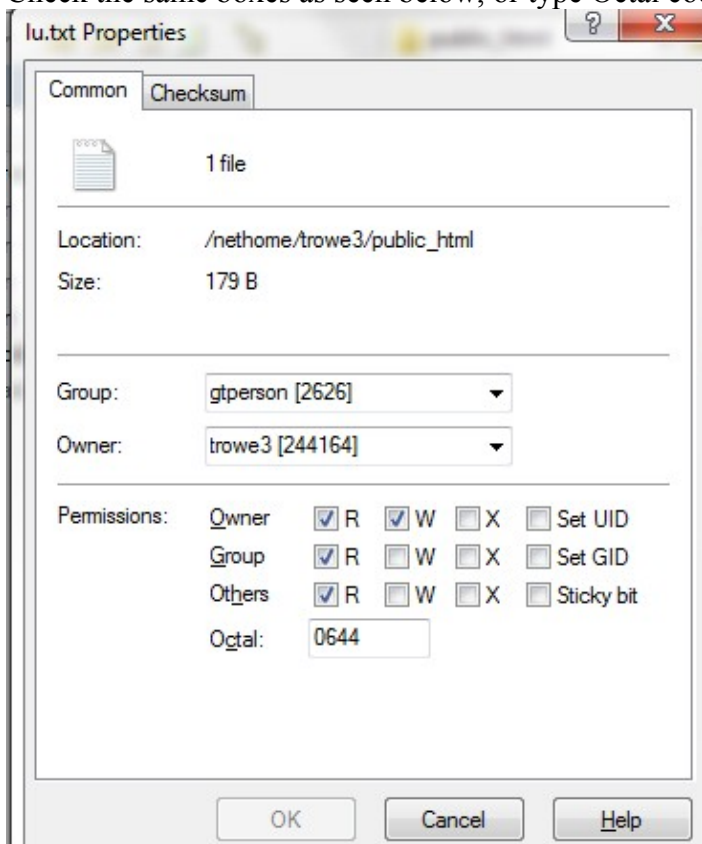 Check the same boxes as seen below, or type Octal
lu.txt Properties
Common Checksum
1 file
Location: /nethome/trowe3/public_html
Size: 179 B
Group: gtperson [2626]
Owner: trowe3 [244164]
Permissions: Owner R W X Set UID
Group R W X Set GID
Others R W X Sticky bit
Octal: 0644
OK Cancel Help